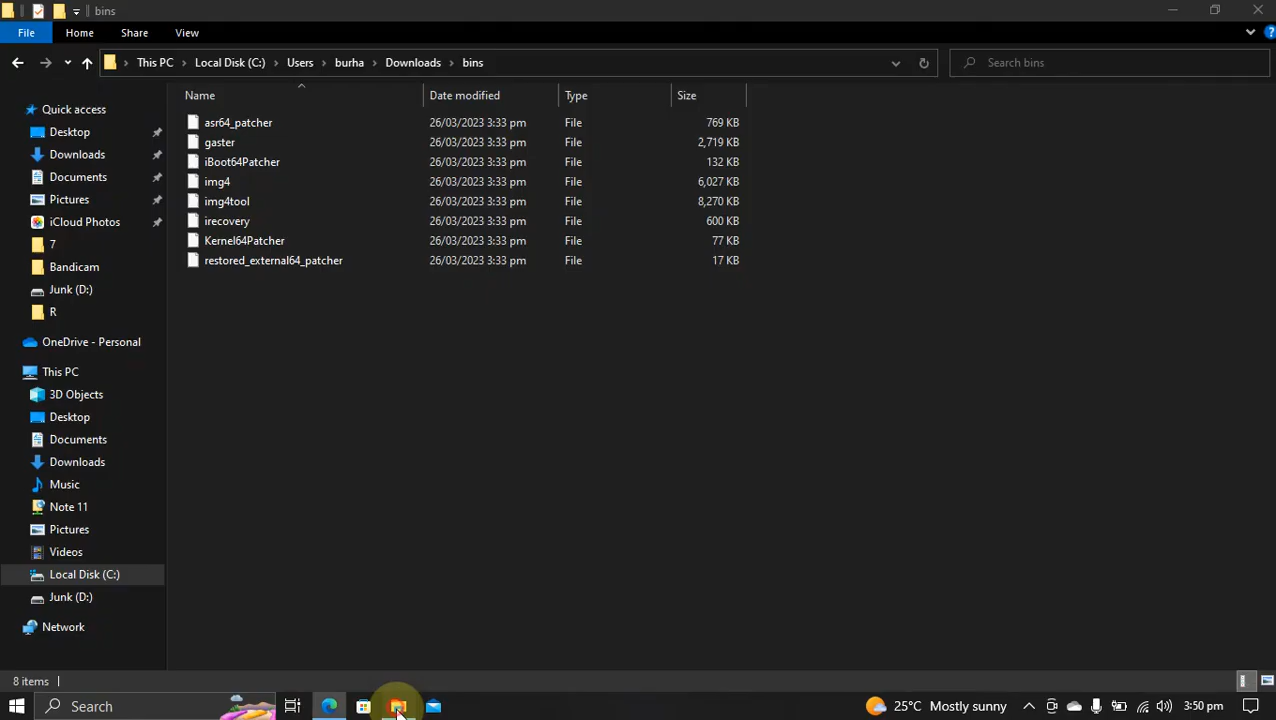 bins
File Home Share View
This PC Local Disk (C:) Users burha Downloads bins Search bins
Name Date modified Type Size
asr64_patcher 26/03/2023 3:33 pm File 769 KB
gaster 26/03/2023 3:33 pm File 2,719 KB
iBoot64Patcher 26/03/2023 3:33 pm File 132 KB
img4 26/03/2023 3:33 pm File 6,027 KB
img4tool 26/03/2023 3:33 pm File 8,270 KB
irecovery 26/03/2023 3:33 pm File 600 KB
Kernel64Patcher 26/03/2023 3:33 pm File 77 KB
restored_external64_patcher 26/03/2023 3:33 pm File 17 KB
Quick access
Desktop
Downloads
Documents
Pictures
iCloud Photos
7
Bandicam
Junk (D:)
R
OneDrive - Personal
This PC
3D Objects
Desktop
Documents
Downloads
Music
Note 11
Pictures
Videos
Local Disk (C:)
Junk (D:)
Network
8 items
Search 25°C Mostly sunny 3:50 pm